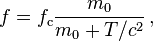 f = f_c \frac{m_0}{m_0 + T/c^2} ,